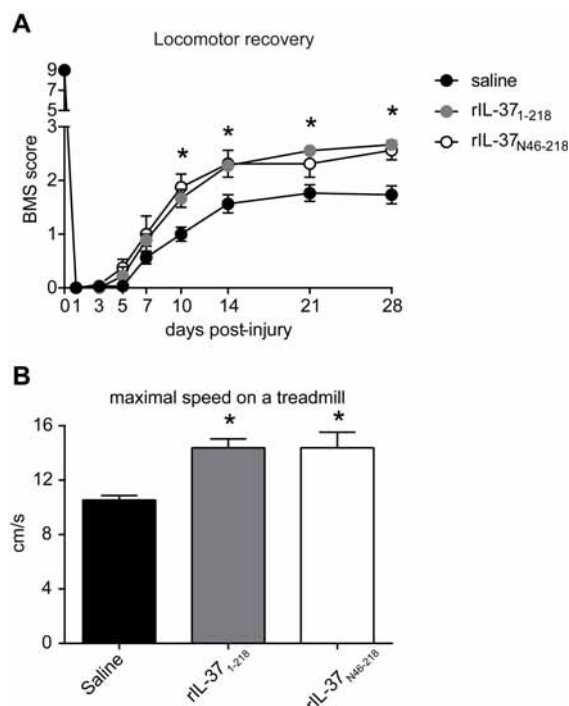 A
Locomotor recovery
9
7
5
3
2
1
0
BMS score
* * * *
0 1 3 5 7 10 14 21 28
days post-injury
saline
rIL-37₁₋₂₁₈
rIL-37N46-218
B
maximal speed on a treadmill
16
12
8
4
0
cm/s
* *
Saline
rIL-37 ₁₋₂₁₈
rIL-37 N46-218